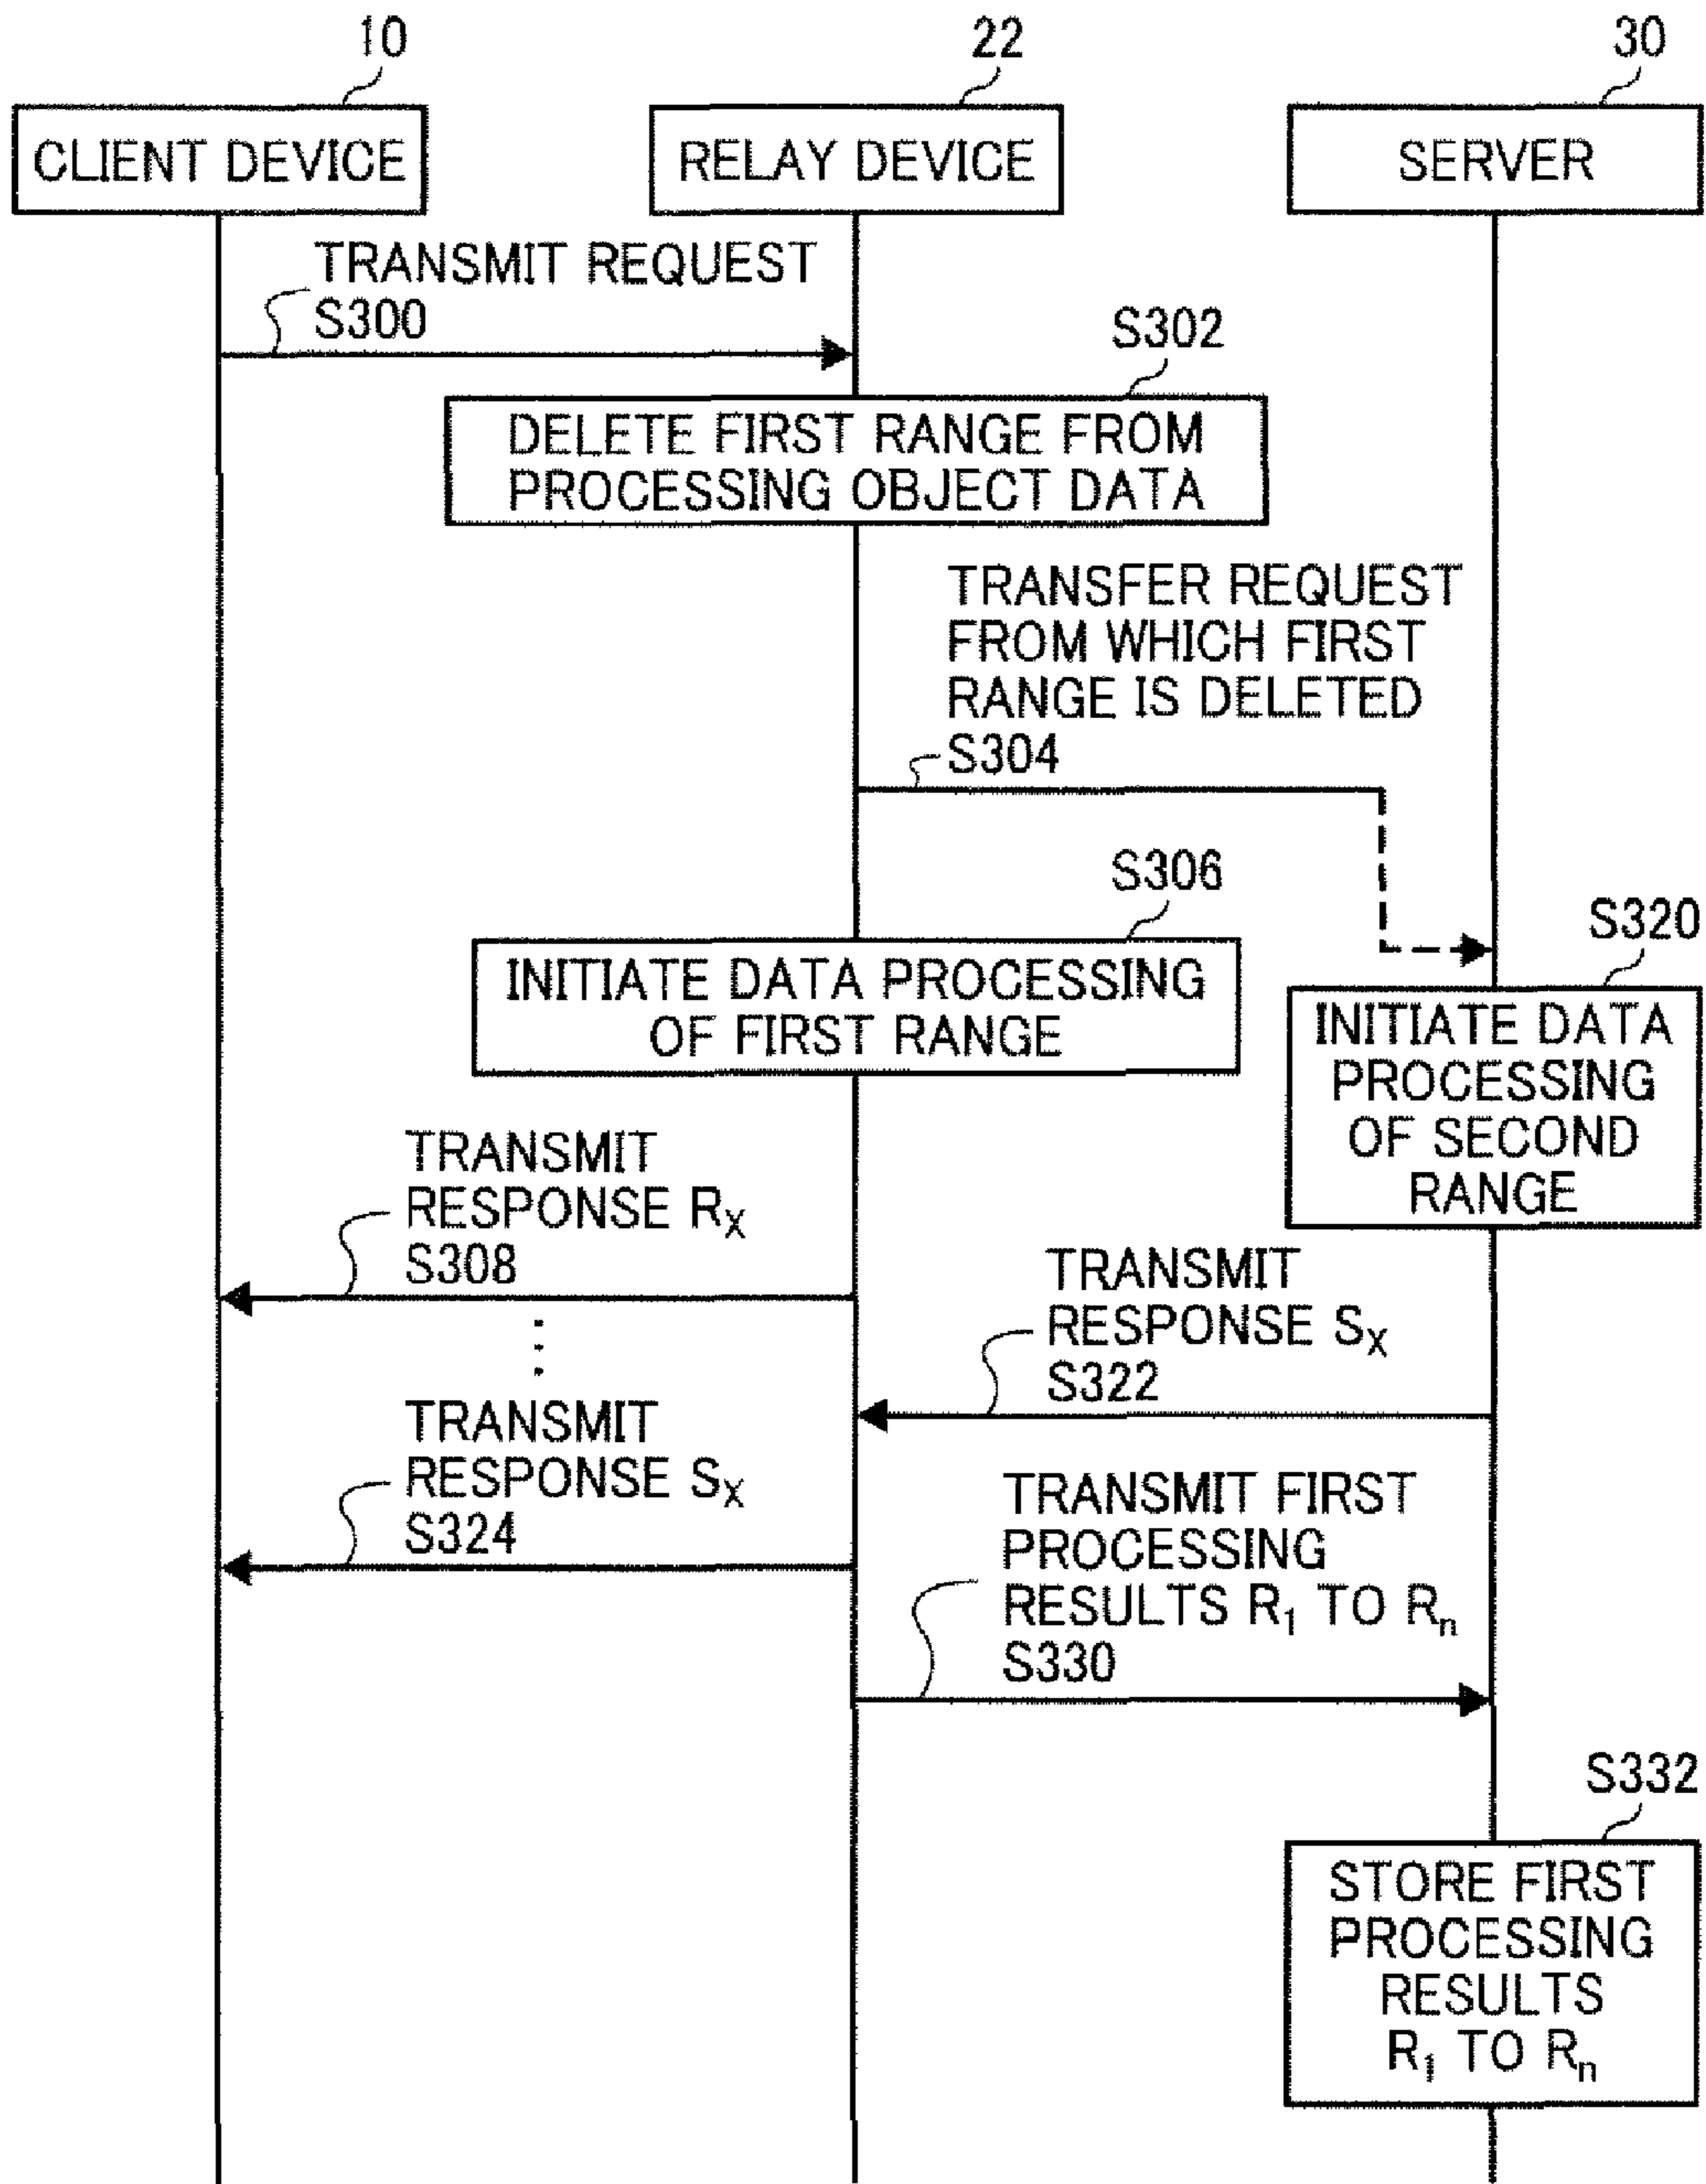 10
22
30
CLIENT DEVICE
RELAY DEVICE
SERVER
TRANSMIT REQUEST
S300
S302
DELETE FIRST RANGE FROM
PROCESSING OBJECT DATA
TRANSFER REQUEST
FROM WHICH FIRST
RANGE IS DELETED
S304
S306
INITIATE DATA PROCESSING
OF FIRST RANGE
S320
INITIATE DATA
PROCESSING
OF SECOND
RANGE
TRANSMIT
RESPONSE RX
S308
TRANSMIT
RESPONSE SX
S322
TRANSMIT
RESPONSE SX
S324
TRANSMIT FIRST
PROCESSING
RESULTS R1 TO Rn
S330
S332
STORE FIRST
PROCESSING
RESULTS
R1 TO Rn